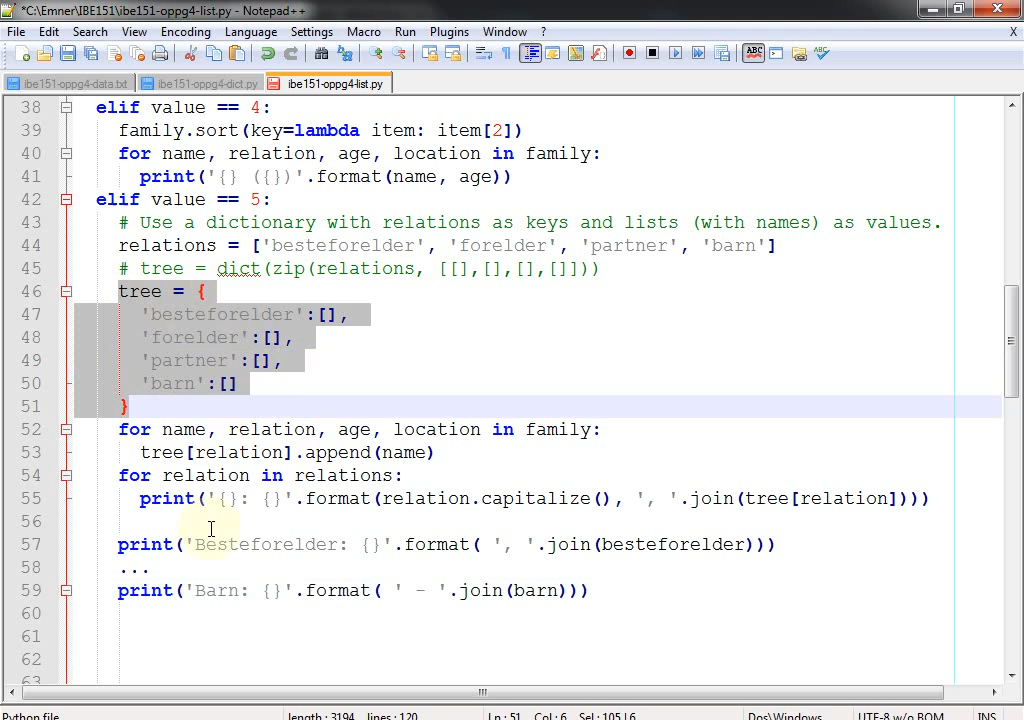 *C:\Emner\IBE151\ibe151-oppg4-list.py - Notepad++
File Edit Search View Encoding Language Settings Macro Run Plugins Window ? X
ibe151-oppg4-data.txt ibe151-oppg4-dict.py ibe151-oppg4-list.py
38 elif value == 4:
39 family.sort(key=lambda item: item[2])
40 for name, relation, age, location in family:
41 print('{} ({})'.format(name, age))
42 elif value == 5:
43 # Use a dictionary with relations as keys and lists (with names) as values.
44 relations = ['besteforelder', 'forelder', 'partner', 'barn']
45 # tree = dict(zip(relations, [[],[],[],[]]))
46 tree = {
47 'besteforelder':[],
48 'forelder':[],
49 'partner':[],
50 'barn':[]
51 }
52 for name, relation, age, location in family:
53 tree[relation].append(name)
54 for relation in relations:
55 print('{}: {}'.format(relation.capitalize(), ', '.join(tree[relation])))
56
57 print('Besteforelder: {}'.format( ', '.join(besteforelder)))
58 ...
59 print('Barn: {}'.format( ' - '.join(barn)))
60
61
62
63
Python file length : 3194 lines : 120 Ln : 51 Col : 6 Sel : 105 | 6 Dos\Windows UTF-8 w/o BOM INS